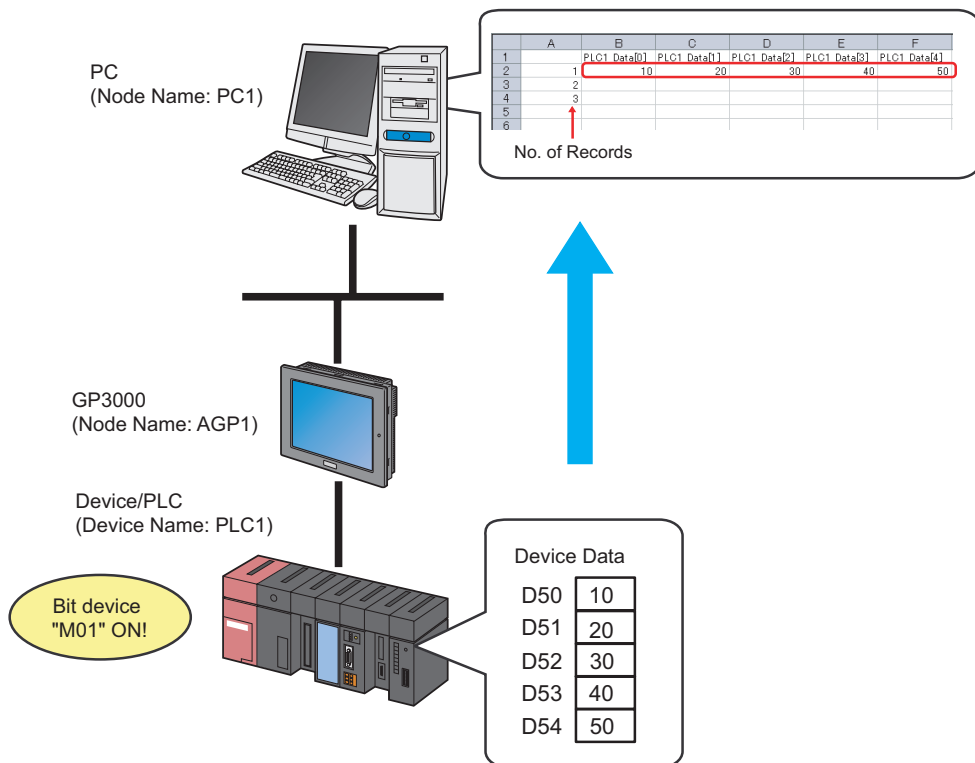 PC
(Node Name: PC1)
A B C D E F
1 PLC1 Data[0] PLC1 Data[1] PLC1 Data[2] PLC1 Data[3] PLC1 Data[4]
2 1 10 20 30 40 50
3 2
4 3
5
6
No. of Records
GP3000
(Node Name: AGP1)
Device/PLC
(Device Name: PLC1)
Bit device
"M01" ON!
Device Data
D50 10
D51 20
D52 30
D53 40
D54 50